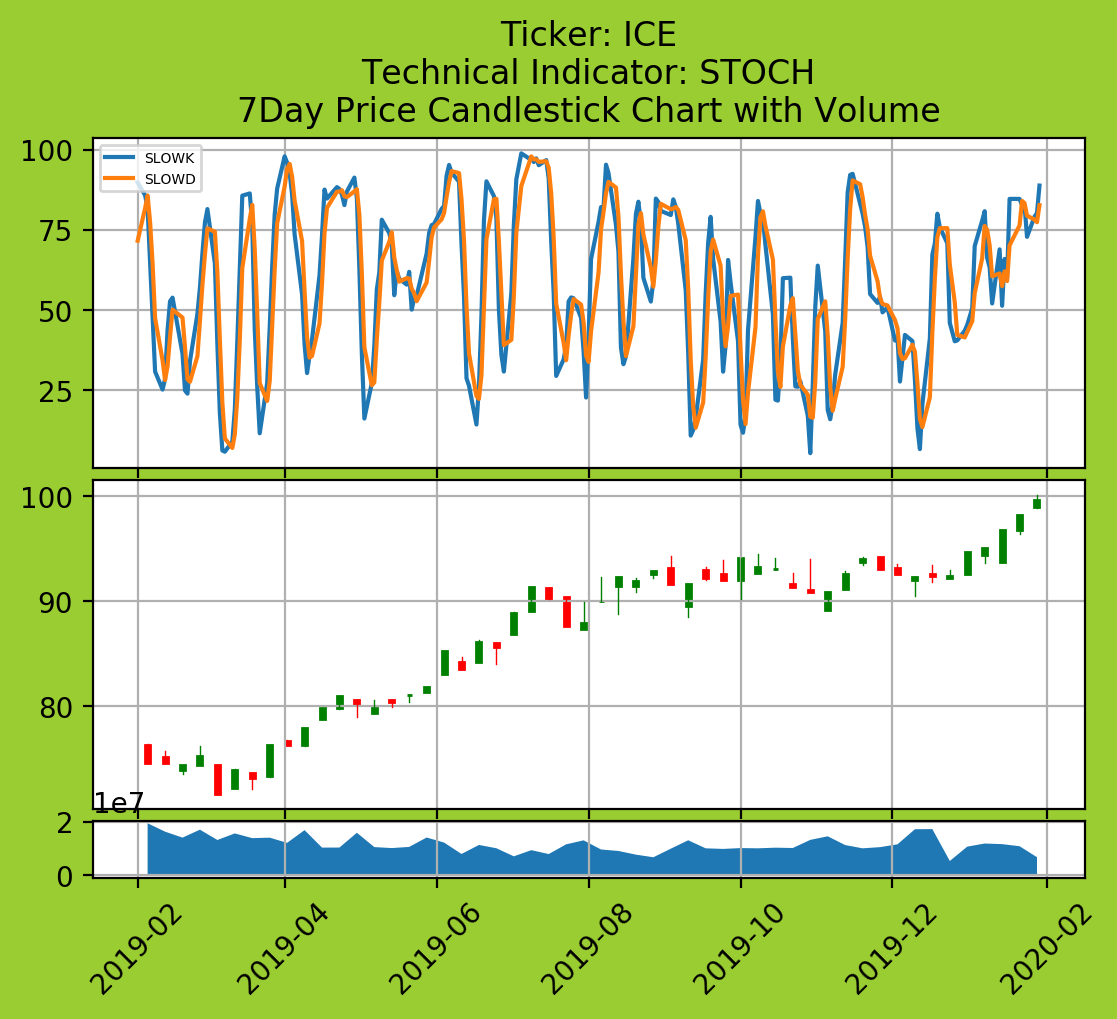 Ticker: ICE
Technical Indicator: STOCH
7Day Price Candlestick Chart with Volume
SLOWK
SLOWD
100
75
50
25
100
90
80
1e7
2
0
2019-02
2019-04
2019-06
2019-08
2019-10
2019-12
2020-02